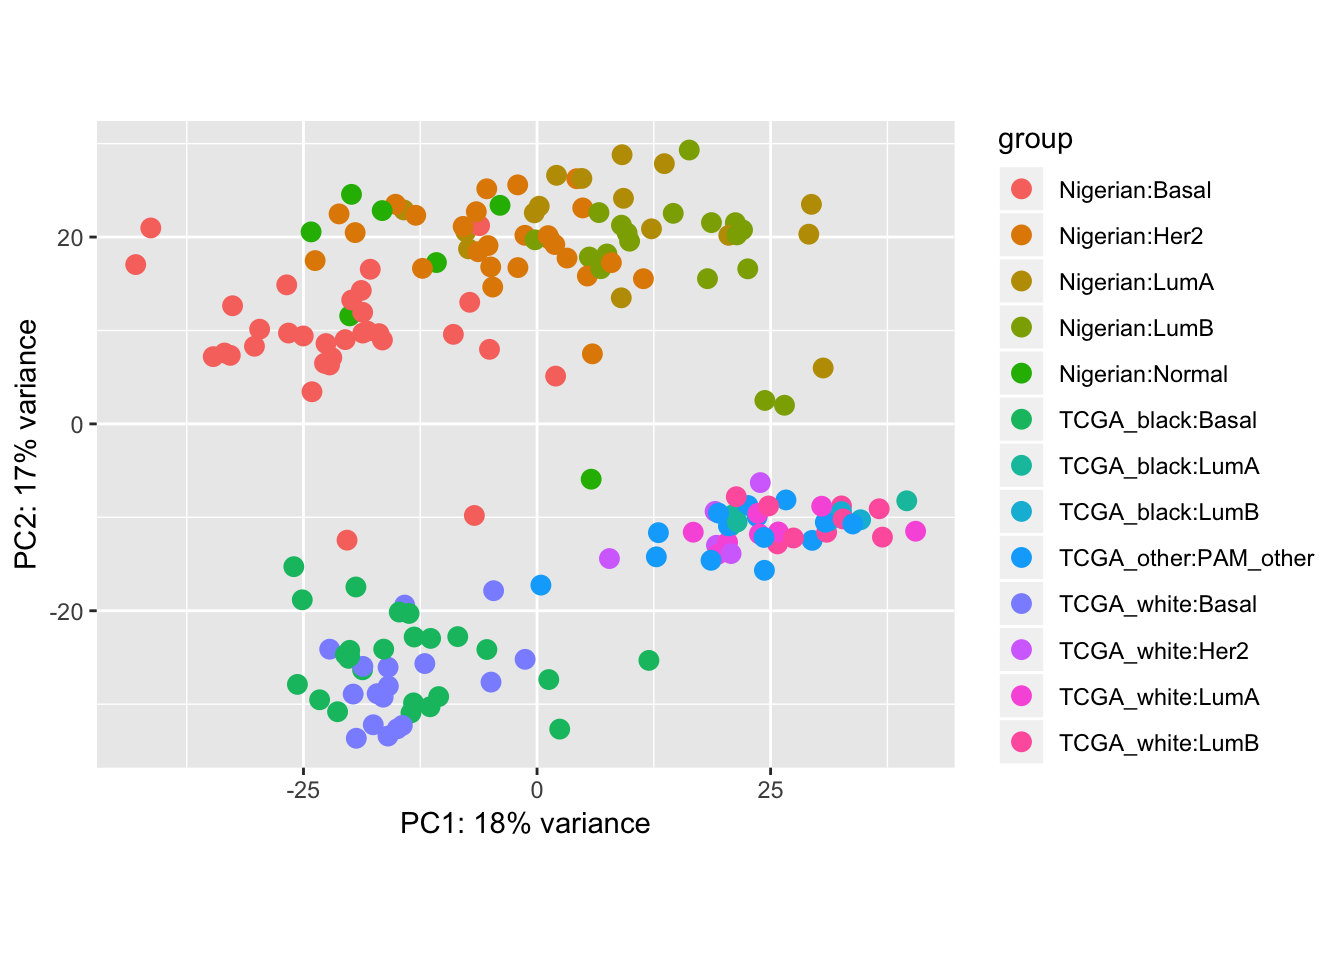 group
Nigerian:Basal
Nigerian:Her2
Nigerian:LumA
Nigerian:LumB
Nigerian:Normal
TCGA_black:Basal
TCGA_black:LumA
TCGA_black:LumB
TCGA_other:PAM_other
TCGA_white:Basal
TCGA_white:Her2
TCGA_white:LumA
TCGA_white:LumB
PC2: 17% variance
20
0
-20
-25
0
25
PC1: 18% variance